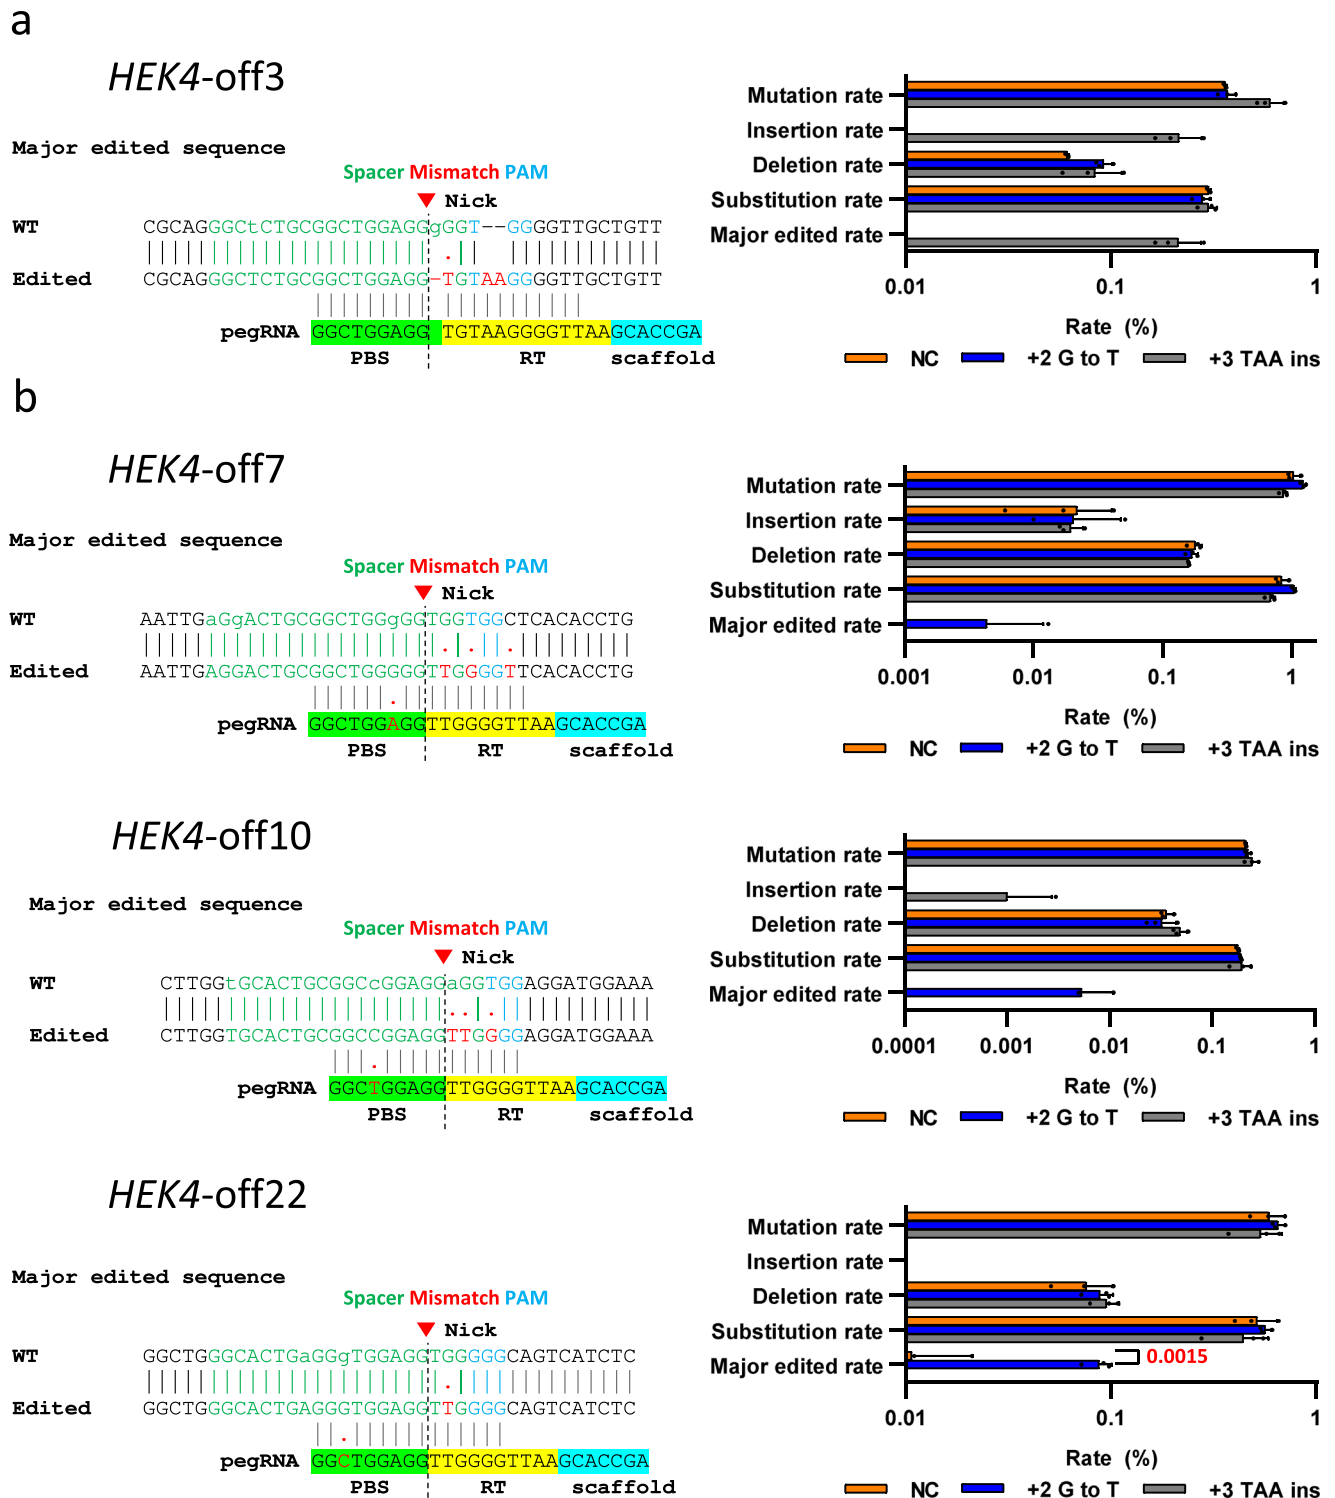 a
HEK4-off3
Major edited sequence
Spacer Mismatch PAM
Nick
WT CGCAGGGCtCTGCGGCTGGAGGgGGT--GGGGTTGCTGTT
Edited CGCAGGGCTCTGCGGCTGGAGG-TGTAAGGGGTTGCTGTT
pegRNA GGCTGGAGG TGTAAGGGGTTAAGCACCGA
PBS RT scaffold
Mutation rate
Insertion rate
Deletion rate
Substitution rate
Major edited rate
0.01 0.1 1
Rate (%)
NC +2 G to T +3 TAA ins
b
HEK4-off7
Major edited sequence
Spacer Mismatch PAM
Nick
WT AATTGaGgACTGCGGCTGGgGGTGGTGGCTCACACCTG
Edited AATTGAGGACTGCGGCTGGGGGTTGGGGTTCACACCTG
pegRNA GGCTGGAGGTTGGGGTTAAGCACCGA
PBS RT scaffold
Mutation rate
Insertion rate
Deletion rate
Substitution rate
Major edited rate
0.001 0.01 0.1 1
Rate (%)
NC +2 G to T +3 TAA ins
HEK4-off10
Major edited sequence
Spacer Mismatch PAM
Nick
WT CTTGGtGCACTGCGGCcGGAGGaGGTGGAGGATGGAAA
Edited CTTGGTGCACTGCGGCCGGAGGTTGGGGAGGATGGAAA
pegRNA GGCTGGAGGTTGGGGTTAAGCACCGA
PBS RT scaffold
Mutation rate
Insertion rate
Deletion rate
Substitution rate
Major edited rate
0.0001 0.001 0.01 0.1 1
Rate (%)
NC +2 G to T +3 TAA ins
HEK4-off22
Major edited sequence
Spacer Mismatch PAM
Nick
WT GGCTGGGCACTGaGGgTGGAGGTGGGGGCAGTCATCTC
Edited GGCTGGGCACTGAGGGTGGAGGTTGGGGCAGTCATCTC
pegRNA GGCTGGAGGTTGGGGTTAAGCACCGA
PBS RT scaffold
Mutation rate
Insertion rate
Deletion rate
Substitution rate
Major edited rate
0.0015
0.01 0.1 1
Rate (%)
NC +2 G to T +3 TAA ins